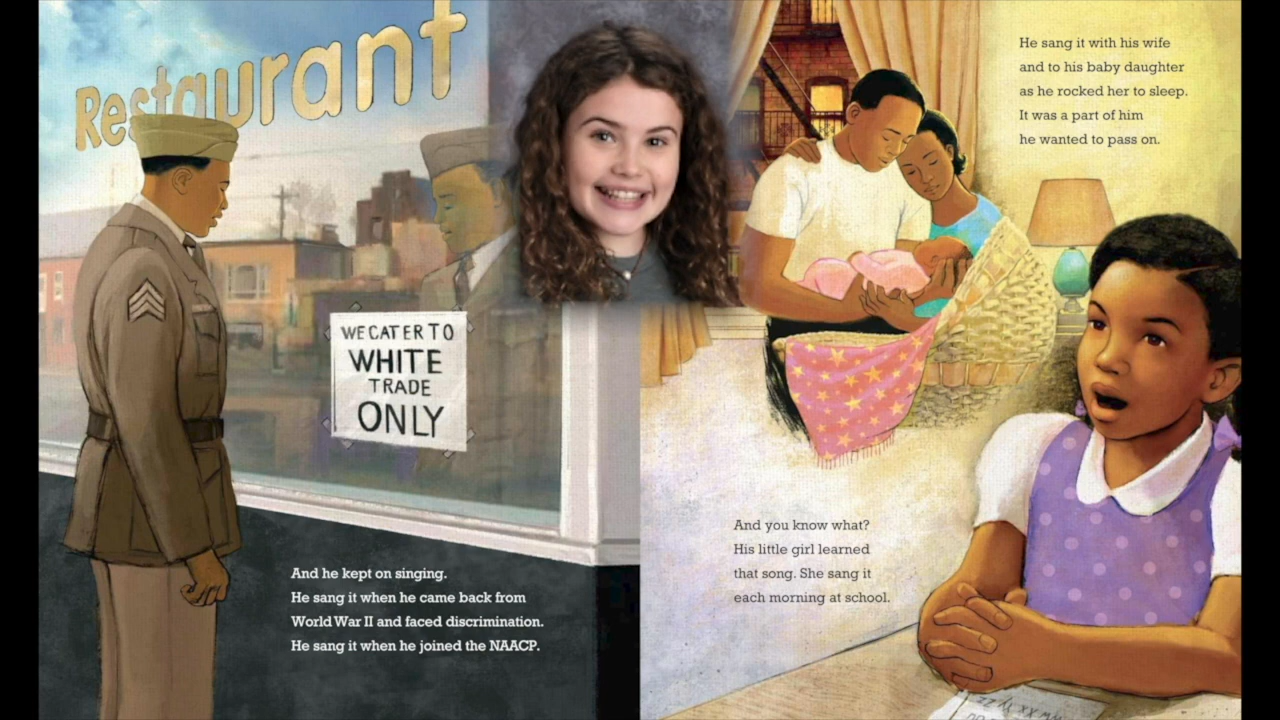 Restaurant
WE CATER TO
WHITE
TRADE
ONLY
And he kept on singing.
He sang it when he came back from
World War II and faced discrimination.
He sang it when he joined the NAACP.
He sang it with his wife
and to his baby daughter
as he rocked her to sleep.
It was a part of him
he wanted to pass on.
And you know what?
His little girl learned
that song. She sang it
each morning at school.